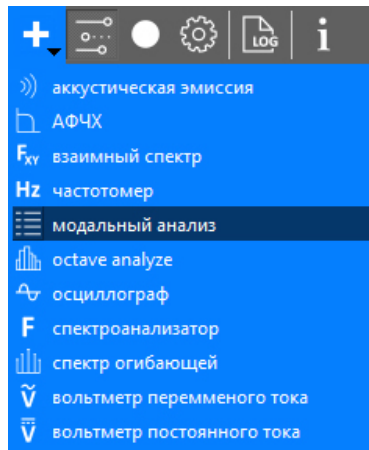 LOG
i
аккустическая эмиссия
АФЧХ
Fxy взаимный спектр
Hz частотомер
модальный анализ
octave analyze
осциллограф
F спектроанализатор
спектр огибающей
Ṽ вольтметр перемменого тока
V вольтметр постоянного тока